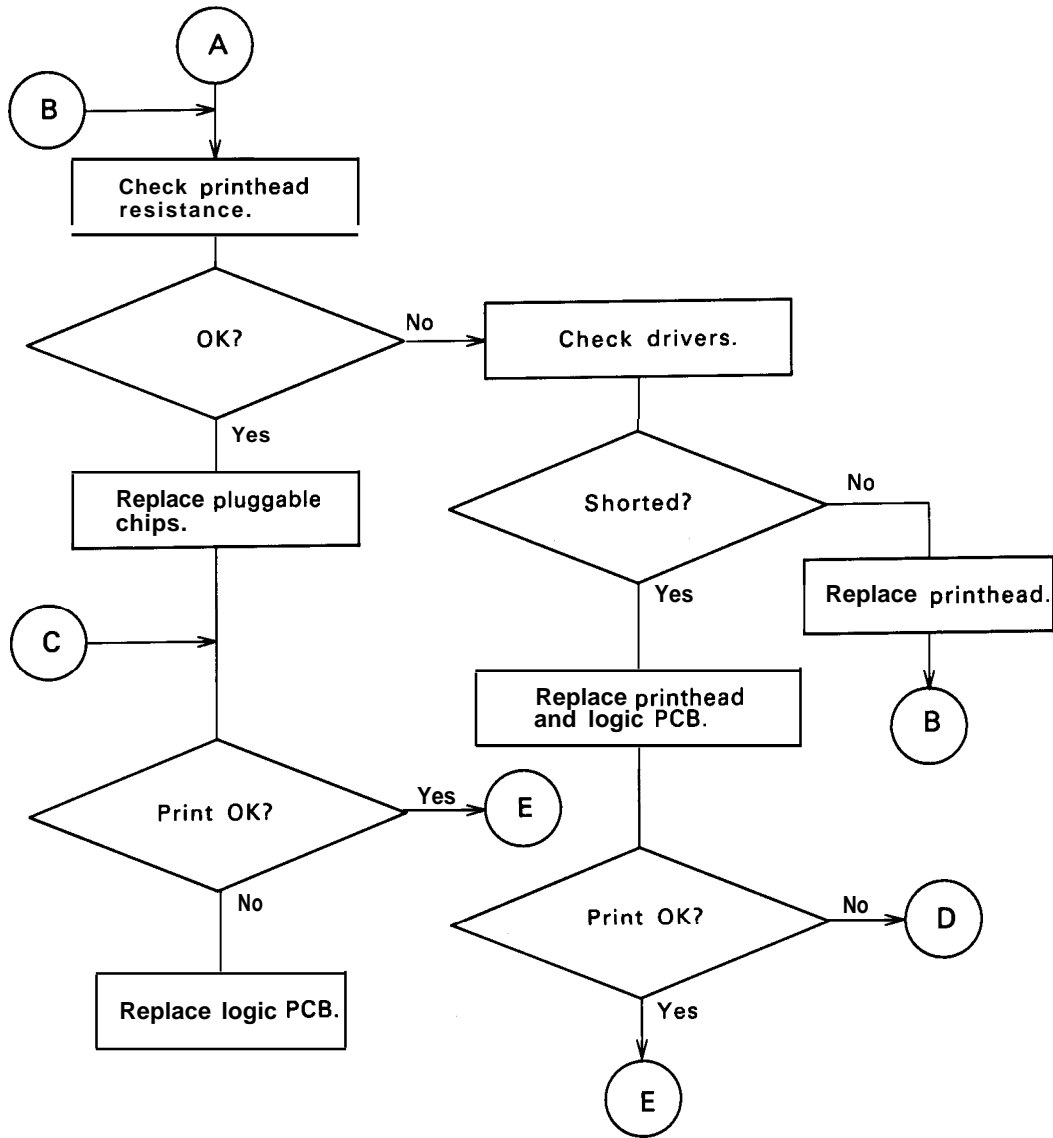 A
B
Check printhead
resistance.
OK?
No
Check drivers.
Yes
Replace pluggable
chips.
Shorted?
No
Yes
Replace printhead.
C
Replace printhead
and logic PCB.
B
Print OK?
Yes
E
No
Print OK?
No
D
Replace logic PCB.
Yes
E